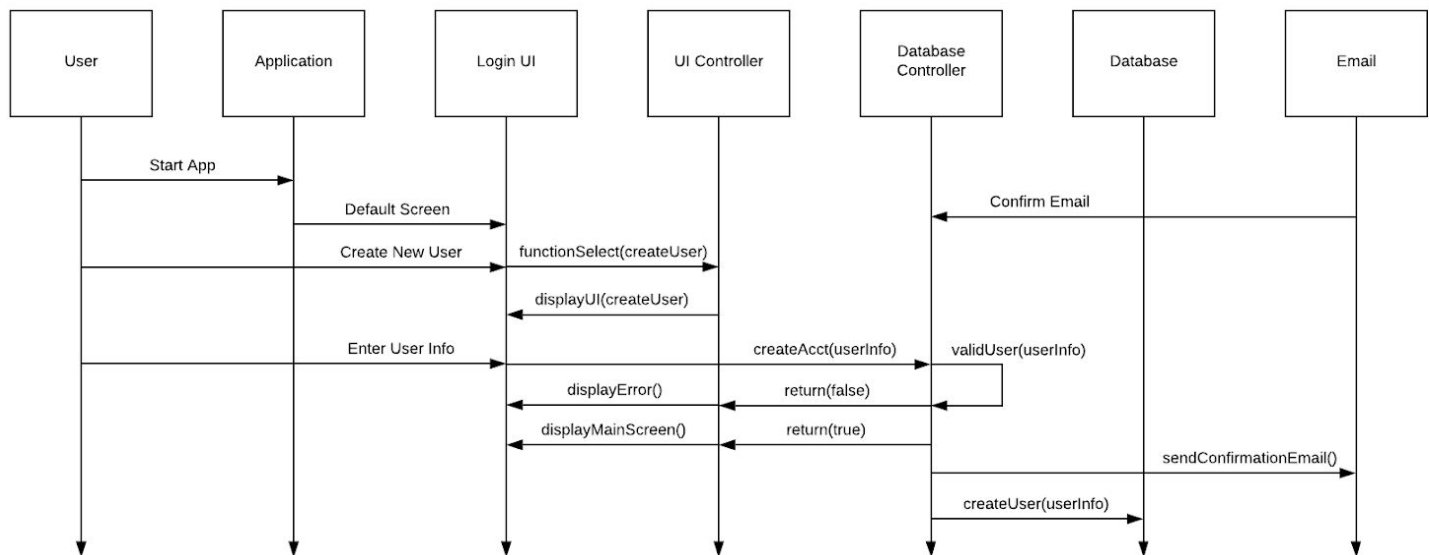 User
Application
Login UI
UI Controller
Database
Controller
Database
Email
Start App
Default Screen
Confirm Email
Create New User
functionSelect(createUser)
displayUI(createUser)
Enter User Info
createAcct(userInfo)
validUser(userInfo)
displayError()
return(false)
displayMainScreen()
return(true)
sendConfirmationEmail()
createUser(userInfo)